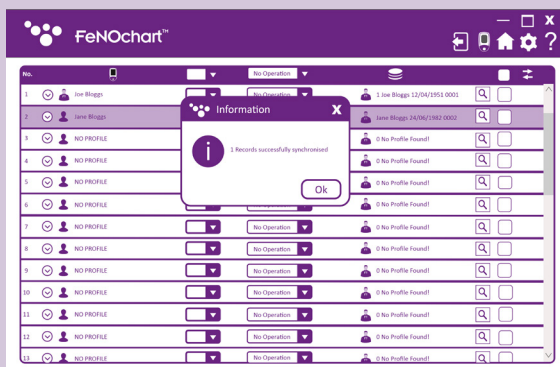 FeNOchart™
?
No. No Operation
1 Joe Bloggs No Operation 1 Joe Bloggs 12/04/1951 0001
2 Jane Bloggs Jane Bloggs 24/06/1982 0002
Information X
1 Records successfully synchronised
Ok
3 NO PROFILE 0 No Profile Found!
4 NO PROFILE 0 No Profile Found!
5 NO PROFILE 0 No Profile Found!
6 NO PROFILE No Operation 0 No Profile Found!
7 NO PROFILE No Operation 0 No Profile Found!
8 NO PROFILE No Operation 0 No Profile Found!
9 NO PROFILE No Operation 0 No Profile Found!
10 NO PROFILE No Operation 0 No Profile Found!
11 NO PROFILE No Operation 0 No Profile Found!
12 NO PROFILE No Operation 0 No Profile Found!
13 NO PROFILE No Operation 0 No Profile Found!